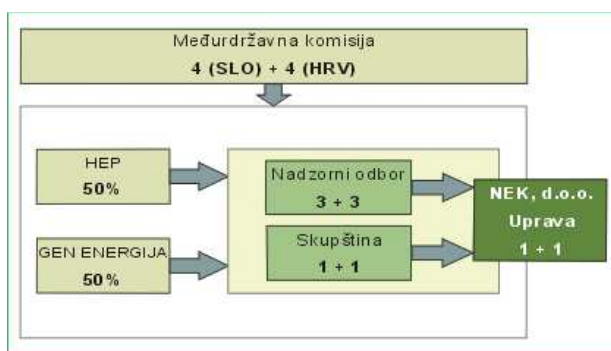 Međurdržavna komisija
4 (SLO) + 4 (HRV)
HEP
50%
GEN ENERGIJA
50%
Nadzorni odbor
3 + 3
Skupština
1 + 1
NEK, d.o.o.
Uprava
1 + 1